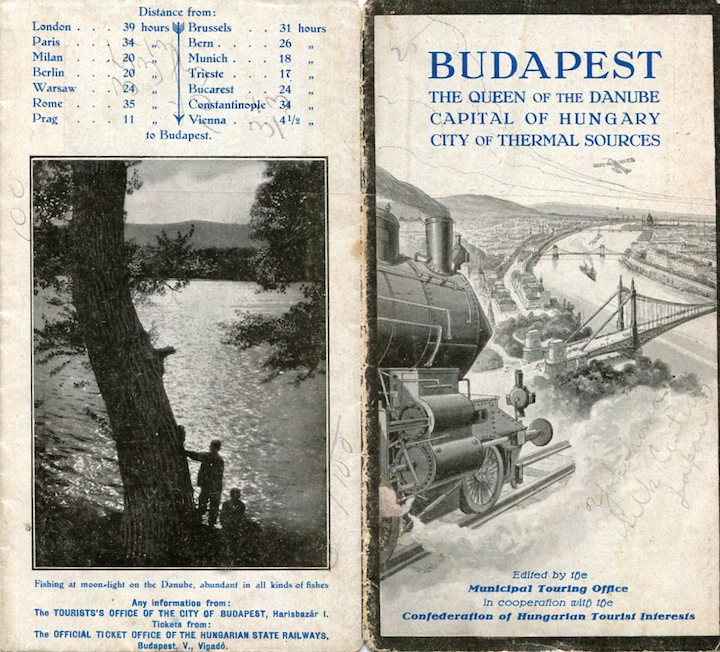 Distance from:
London . . . 39 hours
Paris . . . 34 „
Milan . . . 20 „
Berlin . . . 20 „
Warsaw . . . 24 „
Rome . . . 35 „
Prag . . . 11 „
Brussels . . . 31 hours
Bern . . . . 26 „
Munich . . . 18 „
Trieste . . . 17 „
Bucarest . . 24 „
Constantinople 34 „
Vienna . . . 4 1/2 „
to Budapest.
Fishing at moon-light on the Danube, abundant in all kinds of fishes
Any information from:
The TOURISTS'S OFFICE OF THE CITY OF BUDAPEST, Harisbazár I.
Tickets from:
The OFFICIAL TICKET OFFICE OF THE HUNGARIAN STATE RAILWAYS,
Budapest, V., Vigadó.
BUDAPEST
THE QUEEN OF THE DANUBE
CAPITAL OF HUNGARY
CITY OF THERMAL SOURCES
Edited by the
Municipal Touring Office
in cooperation with the
Confederation of Hungarian Tourist Interests